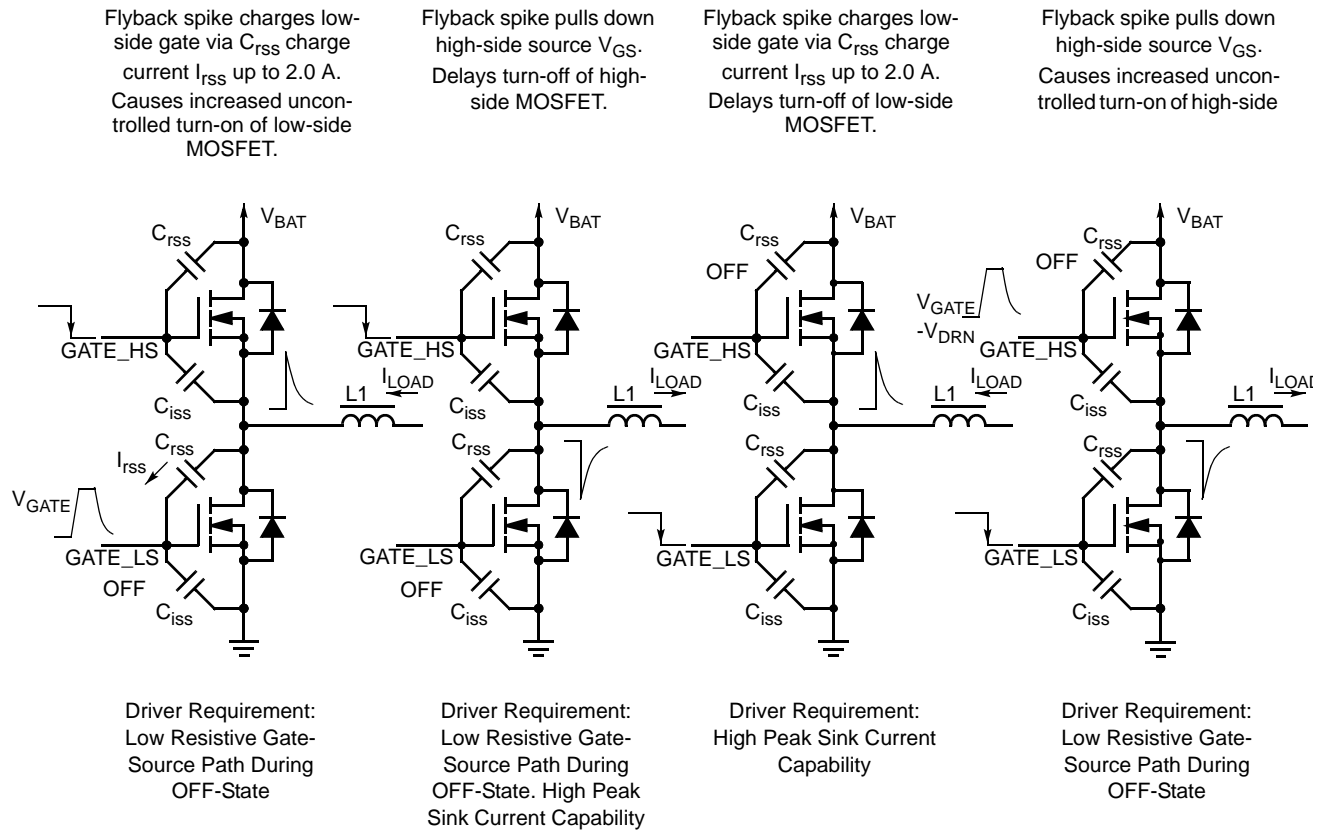 Flyback spike charges low-
side gate via Crss charge
current Irss up to 2.0 A.
Causes increased uncon-
trolled turn-on of low-side
MOSFET.
Flyback spike pulls down
high-side source VGS.
Delays turn-off of high-
side MOSFET.
Flyback spike charges low-
side gate via Crss charge
current Irss up to 2.0 A.
Delays turn-off of low-side
MOSFET.
Flyback spike pulls down
high-side source VGS.
Causes increased uncon-
trolled turn-on of high-side
VBAT
Crss
GATE_HS
Ciss
L1
ILOAD
Crss
Irss
VGATE
GATE_LS
OFF
Ciss
VBAT
Crss
GATE_HS
Ciss
L1
ILOAD
Crss
GATE_LS
OFF
Ciss
VBAT
Crss
OFF
GATE_HS
Ciss
L1
ILOAD
Crss
GATE_LS
Ciss
VBAT
Crss
OFF
VGATE
-VDRN
GATE_HS
Ciss
L1
ILOAD
Crss
GATE_LS
Ciss
Driver Requirement:
Low Resistive Gate-
Source Path During
OFF-State
Driver Requirement:
Low Resistive Gate-
Source Path During
OFF-State. High Peak
Sink Current Capability
Driver Requirement:
High Peak Sink Current
Capability
Driver Requirement:
Low Resistive Gate-
Source Path During
OFF-State